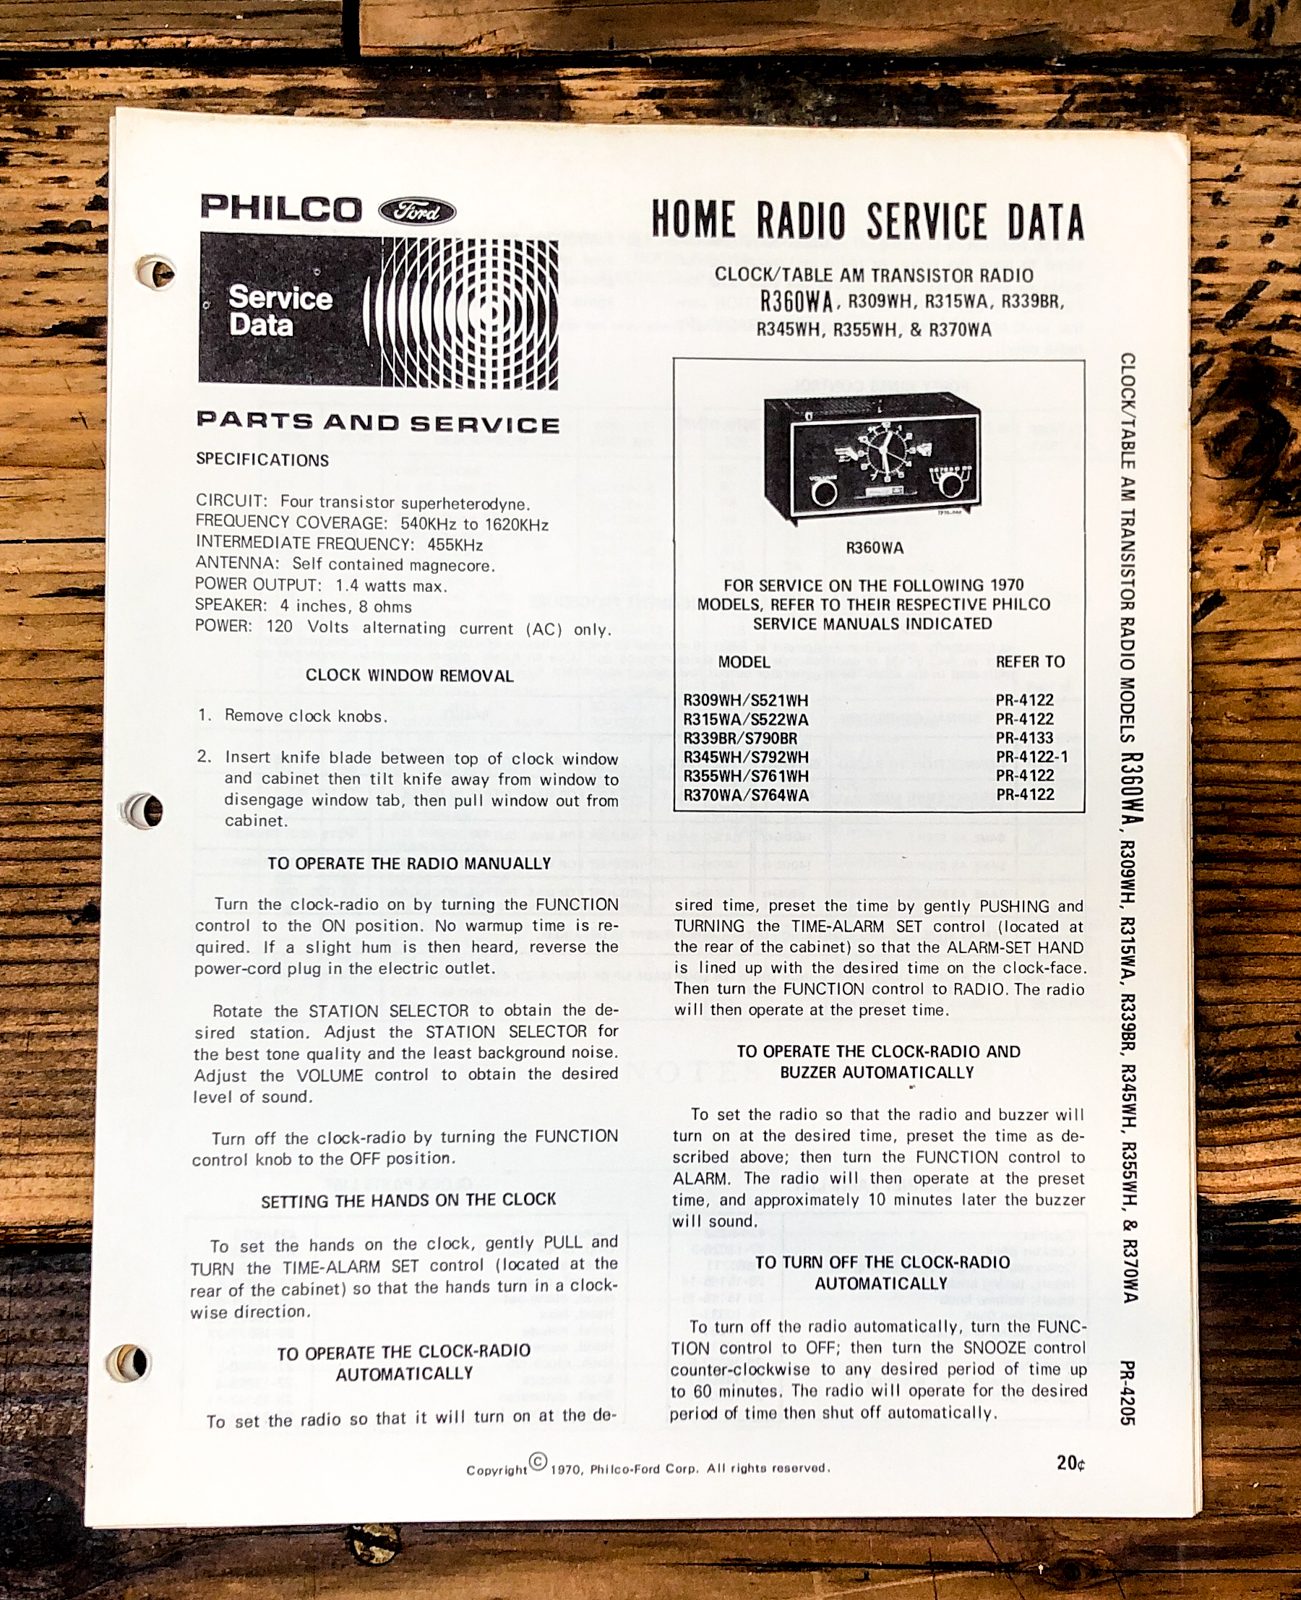 PHILCO Ford
Service
Data
PARTS AND SERVICE
HOME RADIO SERVICE DATA
CLOCK/TABLE AM TRANSISTOR RADIO
R360WA, R309WH, R315WA, R339BR,
R345WH, R355WH, & R370WA
SPECIFICATIONS
CIRCUIT: Four transistor superheterodyne.
FREQUENCY COVERAGE: 540KHz to 1620KHz
INTERMEDIATE FREQUENCY: 455KHz
ANTENNA: Self contained magnecore.
POWER OUTPUT: 1.4 watts max.
SPEAKER: 4 inches, 8 ohms
POWER: 120 Volts alternating current (AC) only.
CLOCK WINDOW REMOVAL
1. Remove clock knobs.
2. Insert knife blade between top of clock window
and cabinet then tilt knife away from window to
disengage window tab, then pull window out from
cabinet.
R360WA
FOR SERVICE ON THE FOLLOWING 1970
MODELS, REFER TO THEIR RESPECTIVE PHILCO
SERVICE MANUALS INDICATED
MODEL REFER TO
R309WH/S521WH PR-4122
R315WA/S522WA PR-4122
R339BR/S790BR PR-4133
R345WH/S792WH PR-4122-1
R355WH/S761WH PR-4122
R370WA/S764WA PR-4122
TO OPERATE THE RADIO MANUALLY
Turn the clock-radio on by turning the FUNCTION
control to the ON position. No warmup time is re-
quired. If a slight hum is then heard, reverse the
power-cord plug in the electric outlet.
Rotate the STATION SELECTOR to obtain the de-
sired station. Adjust the STATION SELECTOR for
the best tone quality and the least background noise.
Adjust the VOLUME control to obtain the desired
level of sound.
Turn off the clock-radio by turning the FUNCTION
control knob to the OFF position.
SETTING THE HANDS ON THE CLOCK
To set the hands on the clock, gently PULL and
TURN the TIME-ALARM SET control (located at the
rear of the cabinet) so that the hands turn in a clock-
wise direction.
TO OPERATE THE CLOCK-RADIO
AUTOMATICALLY
To set the radio so that it will turn on at the de-
sired time, preset the time by gently PUSHING and
TURNING the TIME-ALARM SET control (located at
the rear of the cabinet) so that the ALARM-SET HAND
is lined up with the desired time on the clock-face.
Then turn the FUNCTION control to RADIO. The radio
will then operate at the preset time.
TO OPERATE THE CLOCK-RADIO AND
BUZZER AUTOMATICALLY
To set the radio so that the radio and buzzer will
turn on at the desired time, preset the time as de-
scribed above; then turn the FUNCTION control to
ALARM. The radio will then operate at the preset
time, and approximately 10 minutes later the buzzer
will sound.
TO TURN OFF THE CLOCK-RADIO
AUTOMATICALLY
To turn off the radio automatically, turn the FUNC-
TION control to OFF; then turn the SNOOZE control
counter-clockwise to any desired period of time up
to 60 minutes. The radio will operate for the desired
period of time then shut off automatically.
Copyright © 1970, Philco-Ford Corp. All rights reserved.
20¢
CLOCK/TABLE AM TRANSISTOR RADIO MODELS R360WA, R309WH, R315WA, R339BR, R345WH, R355WH, & R370WA PR-4205